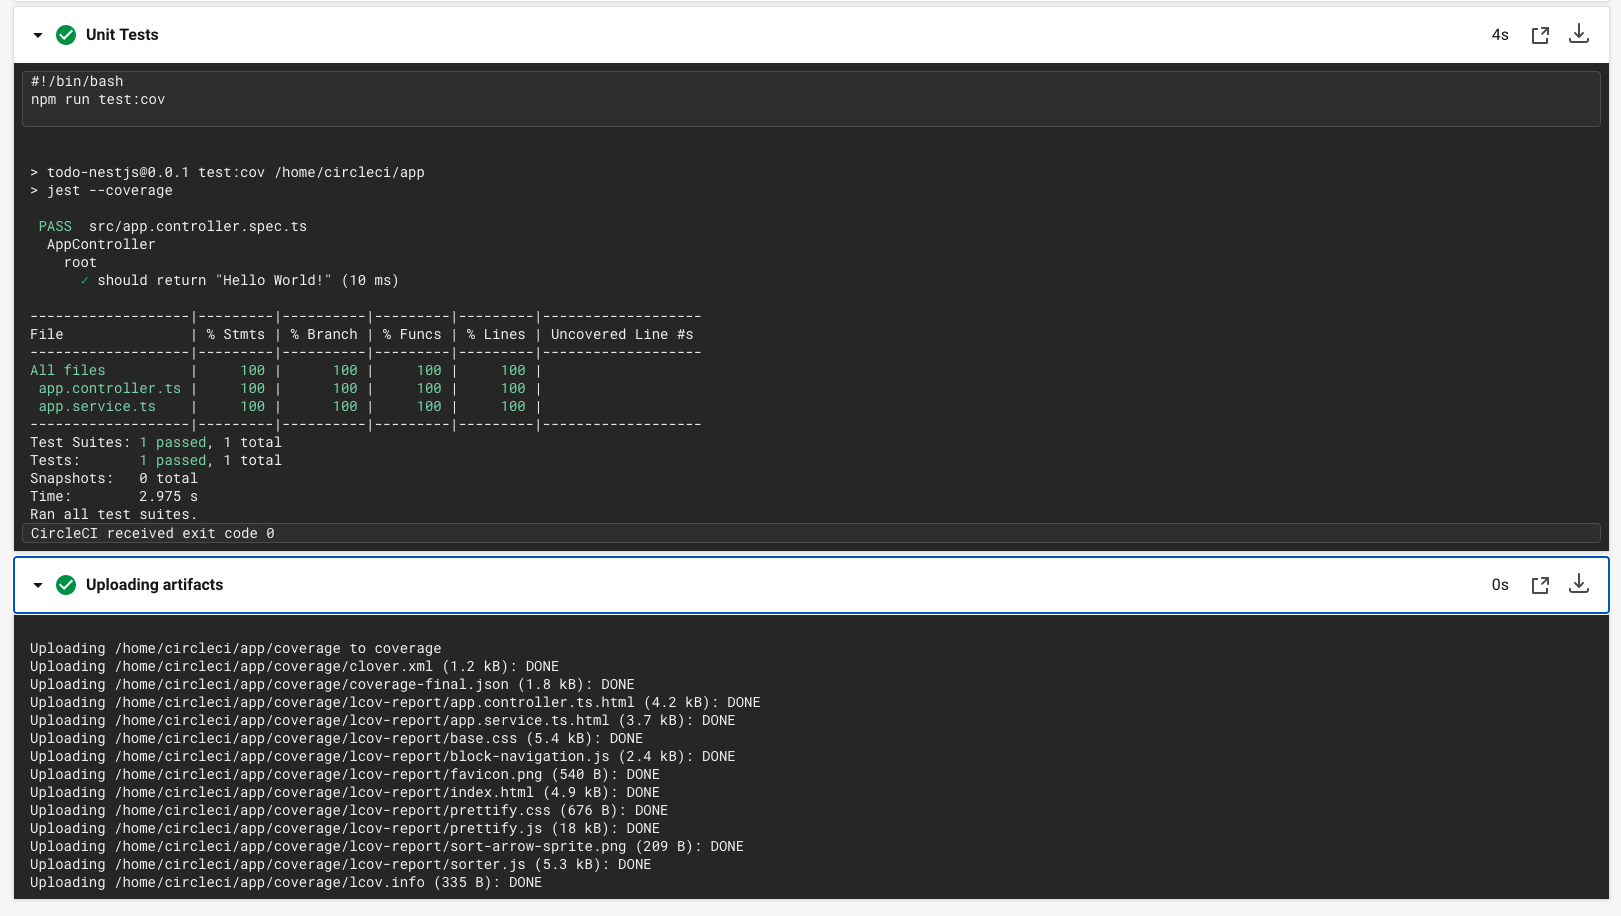 Unit Tests
4s
#!/bin/bash
npm run test:cov
> todo-nestjs@0.0.1 test:cov /home/circleci/app
> jest --coverage
PASS  src/app.controller.spec.ts
AppController
root
✓ should return "Hello World!" (10 ms)
-------------------|---------|----------|---------|---------|-------------------
File               | % Stmts | % Branch | % Funcs | % Lines | Uncovered Line #s
-------------------|---------|----------|---------|---------|-------------------
All files          |     100 |      100 |     100 |     100 |
 app.controller.ts |     100 |      100 |     100 |     100 |
 app.service.ts    |     100 |      100 |     100 |     100 |
-------------------|---------|----------|---------|---------|-------------------
Test Suites: 1 passed, 1 total
Tests:       1 passed, 1 total
Snapshots:   0 total
Time:        2.975 s
Ran all test suites.
CircleCI received exit code 0
Uploading artifacts
0s
Uploading /home/circleci/app/coverage to coverage
Uploading /home/circleci/app/coverage/clover.xml (1.2 kB): DONE
Uploading /home/circleci/app/coverage/coverage-final.json (1.8 kB): DONE
Uploading /home/circleci/app/coverage/lcov-report/app.controller.ts.html (4.2 kB): DONE
Uploading /home/circleci/app/coverage/lcov-report/app.service.ts.html (3.7 kB): DONE
Uploading /home/circleci/app/coverage/lcov-report/base.css (5.4 kB): DONE
Uploading /home/circleci/app/coverage/lcov-report/block-navigation.js (2.4 kB): DONE
Uploading /home/circleci/app/coverage/lcov-report/favicon.png (540 B): DONE
Uploading /home/circleci/app/coverage/lcov-report/index.html (4.9 kB): DONE
Uploading /home/circleci/app/coverage/lcov-report/prettify.css (676 B): DONE
Uploading /home/circleci/app/coverage/lcov-report/prettify.js (18 kB): DONE
Uploading /home/circleci/app/coverage/lcov-report/sort-arrow-sprite.png (209 B): DONE
Uploading /home/circleci/app/coverage/lcov-report/sorter.js (5.3 kB): DONE
Uploading /home/circleci/app/coverage/lcov.info (335 B): DONE